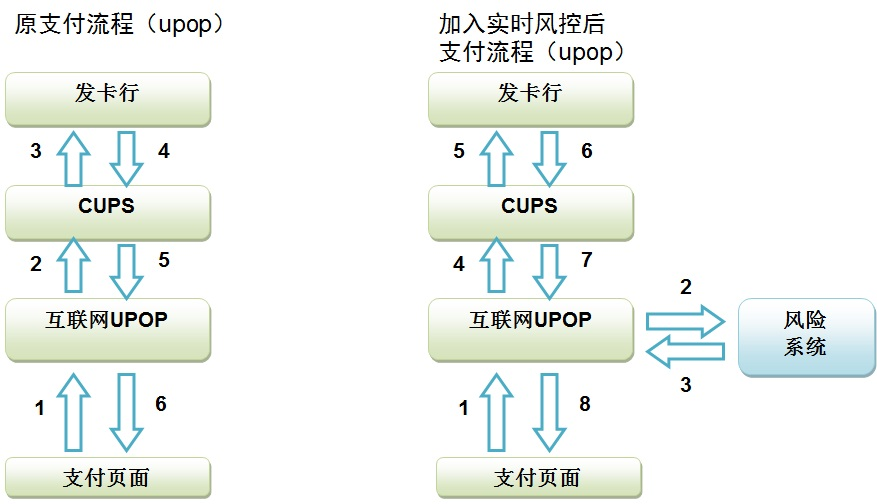 原支付流程（upop）
发卡行
3
4
CUPS
2
5
互联网UPOP
1
6
支付页面
加入实时风控后
支付流程（upop）
发卡行
5
6
CUPS
4
7
互联网UPOP
2
3
风险
系统
1
8
支付页面